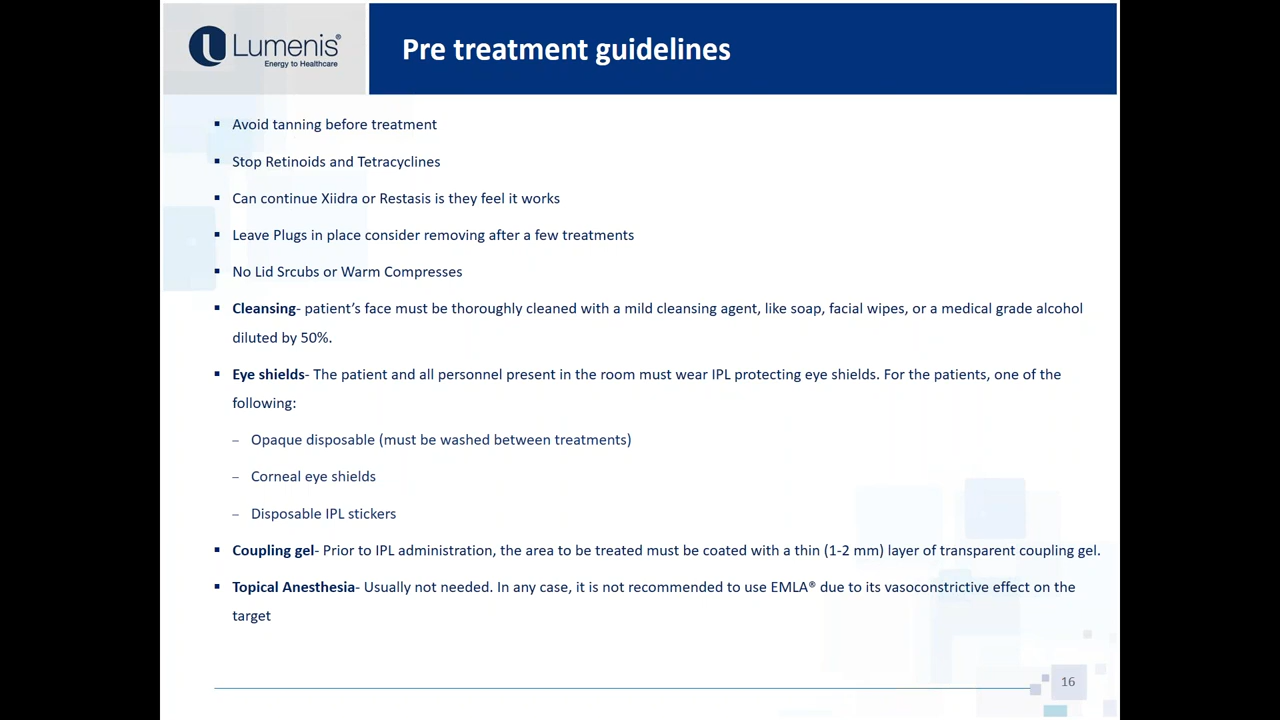 Lumenis®
Energy to Healthcare
Pre treatment guidelines
▪ Avoid tanning before treatment
▪ Stop Retinoids and Tetracyclines
▪ Can continue Xiidra or Restasis is they feel it works
▪ Leave Plugs in place consider removing after a few treatments
▪ No Lid Srcubs or Warm Compresses
▪ Cleansing- patient’s face must be thoroughly cleaned with a mild cleansing agent, like soap, facial wipes, or a medical grade alcohol
diluted by 50%.
▪ Eye shields- The patient and all personnel present in the room must wear IPL protecting eye shields. For the patients, one of the
following:
– Opaque disposable (must be washed between treatments)
– Corneal eye shields
– Disposable IPL stickers
▪ Coupling gel- Prior to IPL administration, the area to be treated must be coated with a thin (1-2 mm) layer of transparent coupling gel.
▪ Topical Anesthesia- Usually not needed. In any case, it is not recommended to use EMLA® due to its vasoconstrictive effect on the
target
16